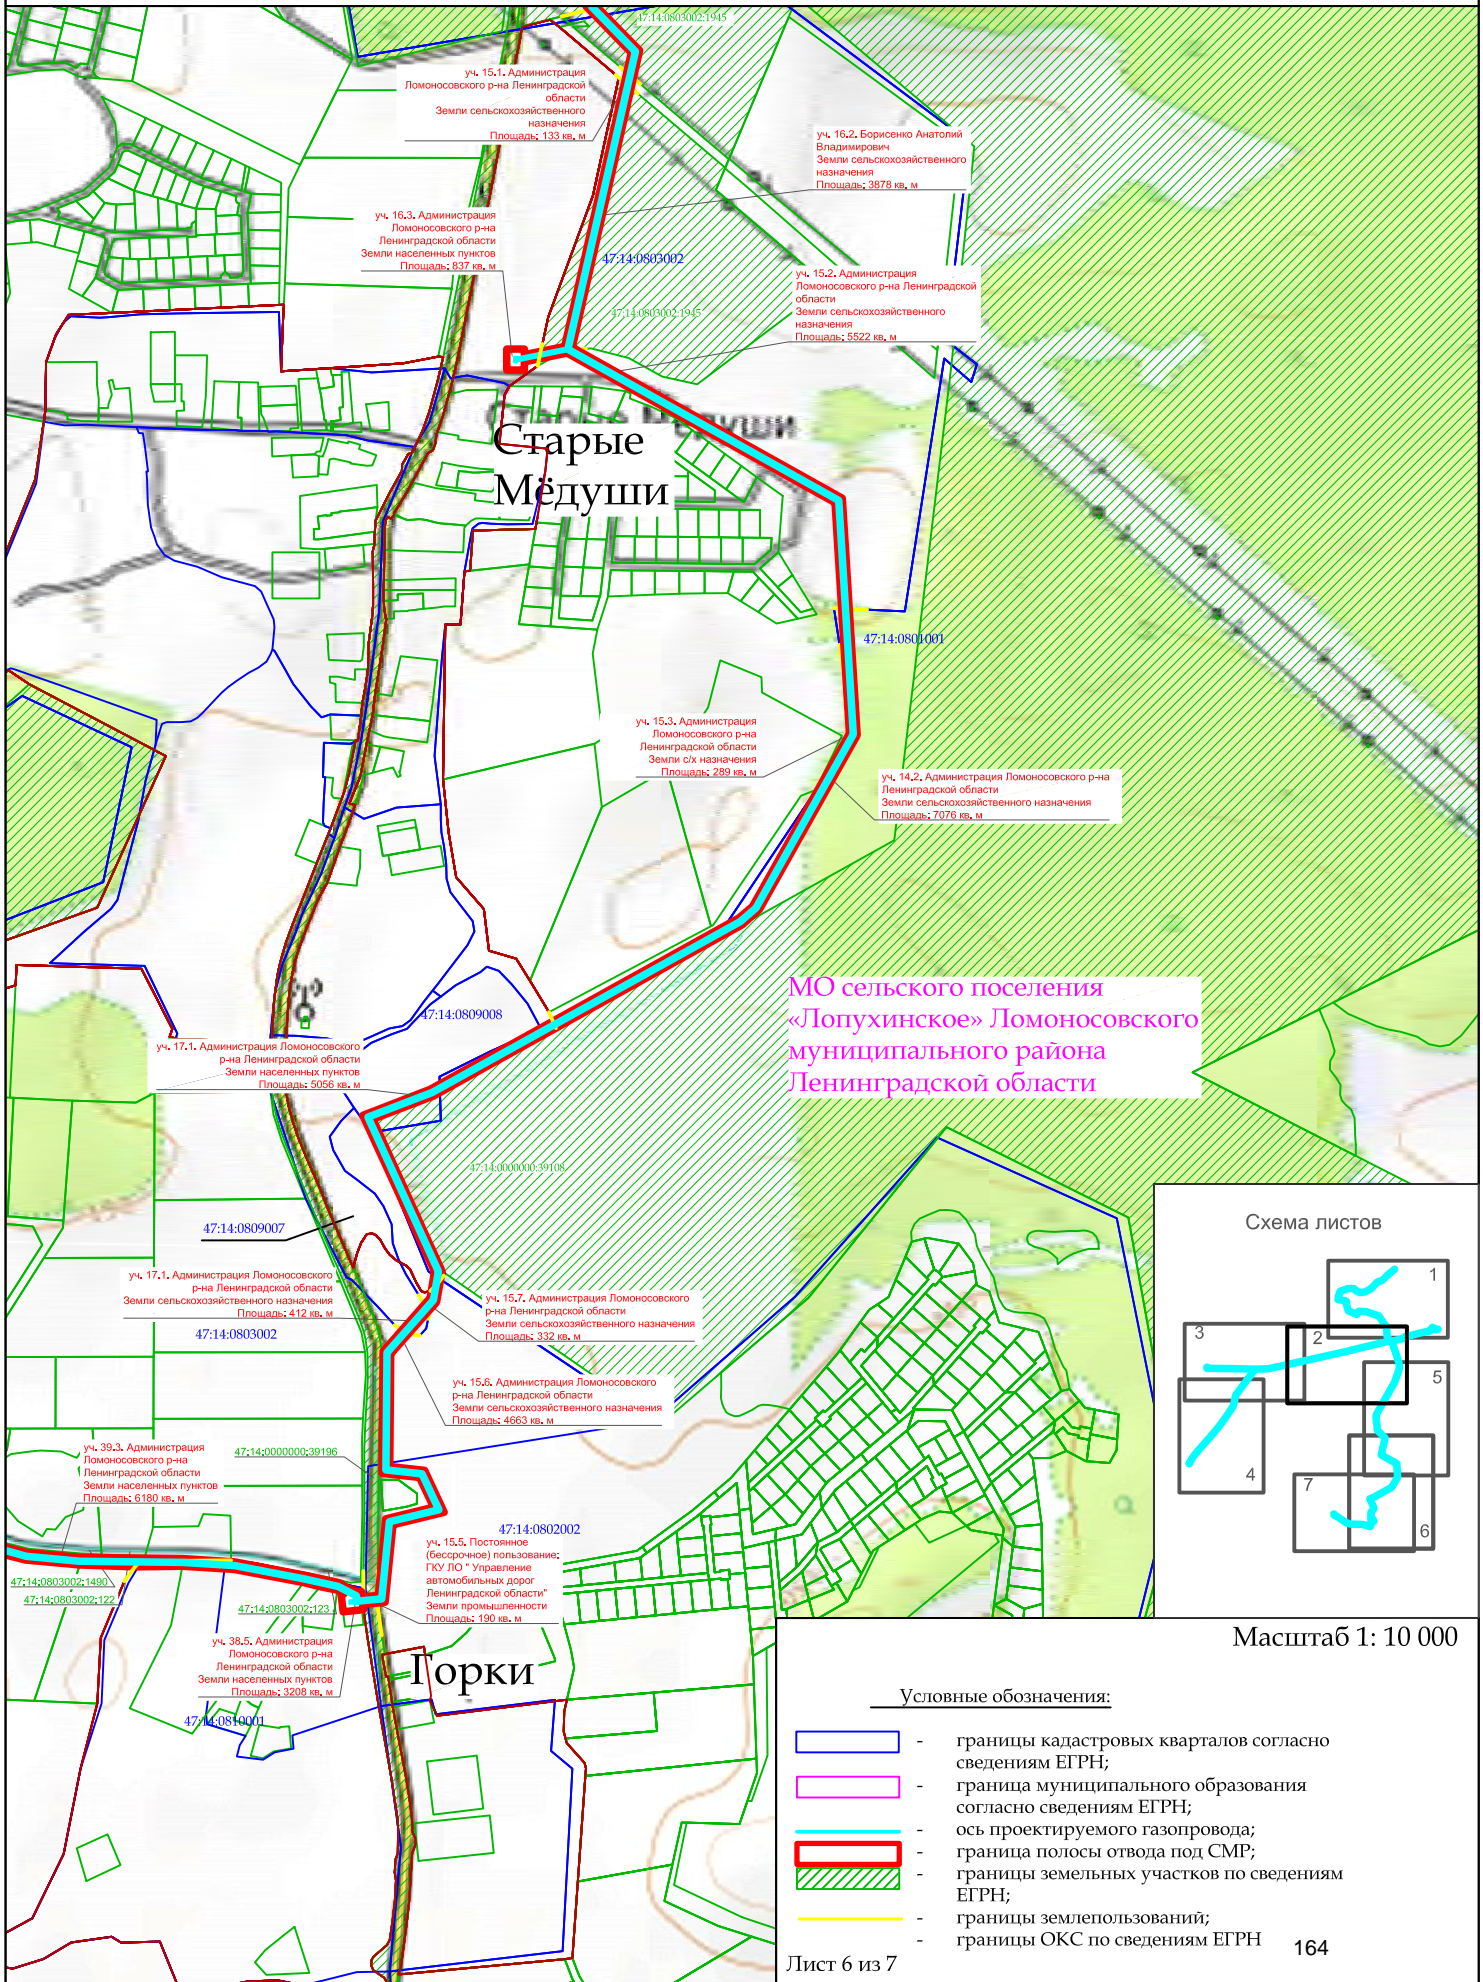 47:14:0803002:1945
уч. 15.1. Администрация
Ломоносовского р-на Ленинградской
области
Земли сельскохозяйственного
назначения
Площадь: 133 кв. м
уч. 16.2. Борисенко Анатолий
Владимирович
Земли сельскохозяйственного
назначения
Площадь: 3878 кв. м
уч. 16.3. Администрация
Ломоносовского р-на
Ленинградской области
Земли населенных пунктов
Площадь: 837 кв. м
47:14:0803002
уч. 15.2. Администрация
Ломоносовского р-на Ленинградской
области
Земли сельскохозяйственного
назначения
Площадь: 5522 кв. м
47:14:0803002:1945
Старые Мёдуши
Старые
Мёдуши
47:14:0801001
уч. 15.3. Администрация
Ломоносовского р-на
Ленинградской области
Земли с/х назначения
Площадь: 289 кв. м
уч. 14.2. Администрация Ломоносовского р-на
Ленинградской области
Земли сельскохозяйственного назначения
Площадь: 7076 кв. м
МО сельского поселения
«Лопухинское» Ломоносовского
муниципального района
Ленинградской области
47:14:0809008
уч. 17.1. Администрация Ломоносовского
р-на Ленинградской области
Земли населенных пунктов
Площадь: 5056 кв. м
47:14:0000000:39108
47:14:0809007
уч. 17.1. Администрация Ломоносовского
р-на Ленинградской области
Земли сельскохозяйственного назначения
Площадь: 412 кв. м
47:14:0803002
уч. 15.7. Администрация Ломоносовского
р-на Ленинградской области
Земли сельскохозяйственного назначения
Площадь: 332 кв. м
уч. 15.6. Администрация Ломоносовского
р-на Ленинградской области
Земли сельскохозяйственного назначения
Площадь: 4663 кв. м
уч. 39.3. Администрация
Ломоносовского р-на
Ленинградской области
Земли населенных пунктов
Площадь: 6180 кв. м
47:14:0000000:39196
47:14:0802002
уч. 15.5. Постоянное
(бессрочное) пользование:
ГКУ ЛО " Управление
автомобильных дорог
Ленинградской области"
Земли промышленности
Площадь: 190 кв. м
47:14:0803002:1490
47:14:0803002:122
47:14:0803002:123
уч. 38.5. Администрация
Ломоносовского р-на
Ленинградской области
Земли населенных пунктов
Площадь: 3208 кв. м
47:14:0810001
Горки
Схема листов
1
2
3
4
5
6
7
Масштаб 1: 10 000
Условные обозначения:
- границы кадастровых кварталов согласно
сведениям ЕГРН;
- граница муниципального образования
согласно сведениям ЕГРН;
- ось проектируемого газопровода;
- граница полосы отвода под СМР;
- границы земельных участков по сведениям
ЕГРН;
- границы землепользований;
- границы ОКС по сведениям ЕГРН
164
Лист 6 из 7